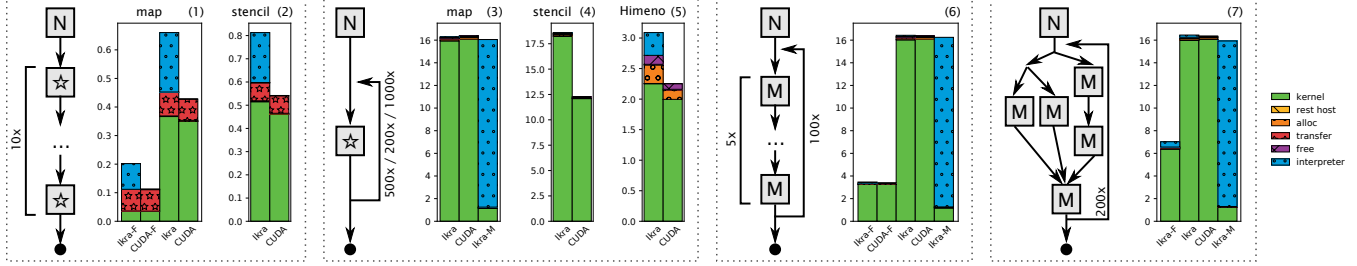 N
10x
...
map (1)
0.6
0.5
0.4
0.3
0.2
0.1
0.0
Ikra-F
CUDA-F
Ikra
CUDA
stencil (2)
0.8
0.7
0.6
0.5
0.4
0.3
0.2
0.1
0.0
Ikra
CUDA
N
500x / 200x / 1000x
map (3)
16
14
12
10
8
6
4
2
0
Ikra
CUDA
Ikra-M
stencil (4)
17.5
15.0
12.5
10.0
7.5
5.0
2.5
0.0
Ikra
CUDA
Himeno (5)
3.0
2.5
2.0
1.5
1.0
0.5
0.0
Ikra
CUDA
N
M
5x
...
M
100x
(6)
16
14
12
10
8
6
4
2
0
Ikra-F
CUDA-F
Ikra
CUDA
Ikra-M
N
M
M M
M
M
200x
(7)
16
14
12
10
8
6
4
2
0
Ikra-F
Ikra
CUDA
Ikra-M
kernel
rest host
alloc
transfer
free
interpreter